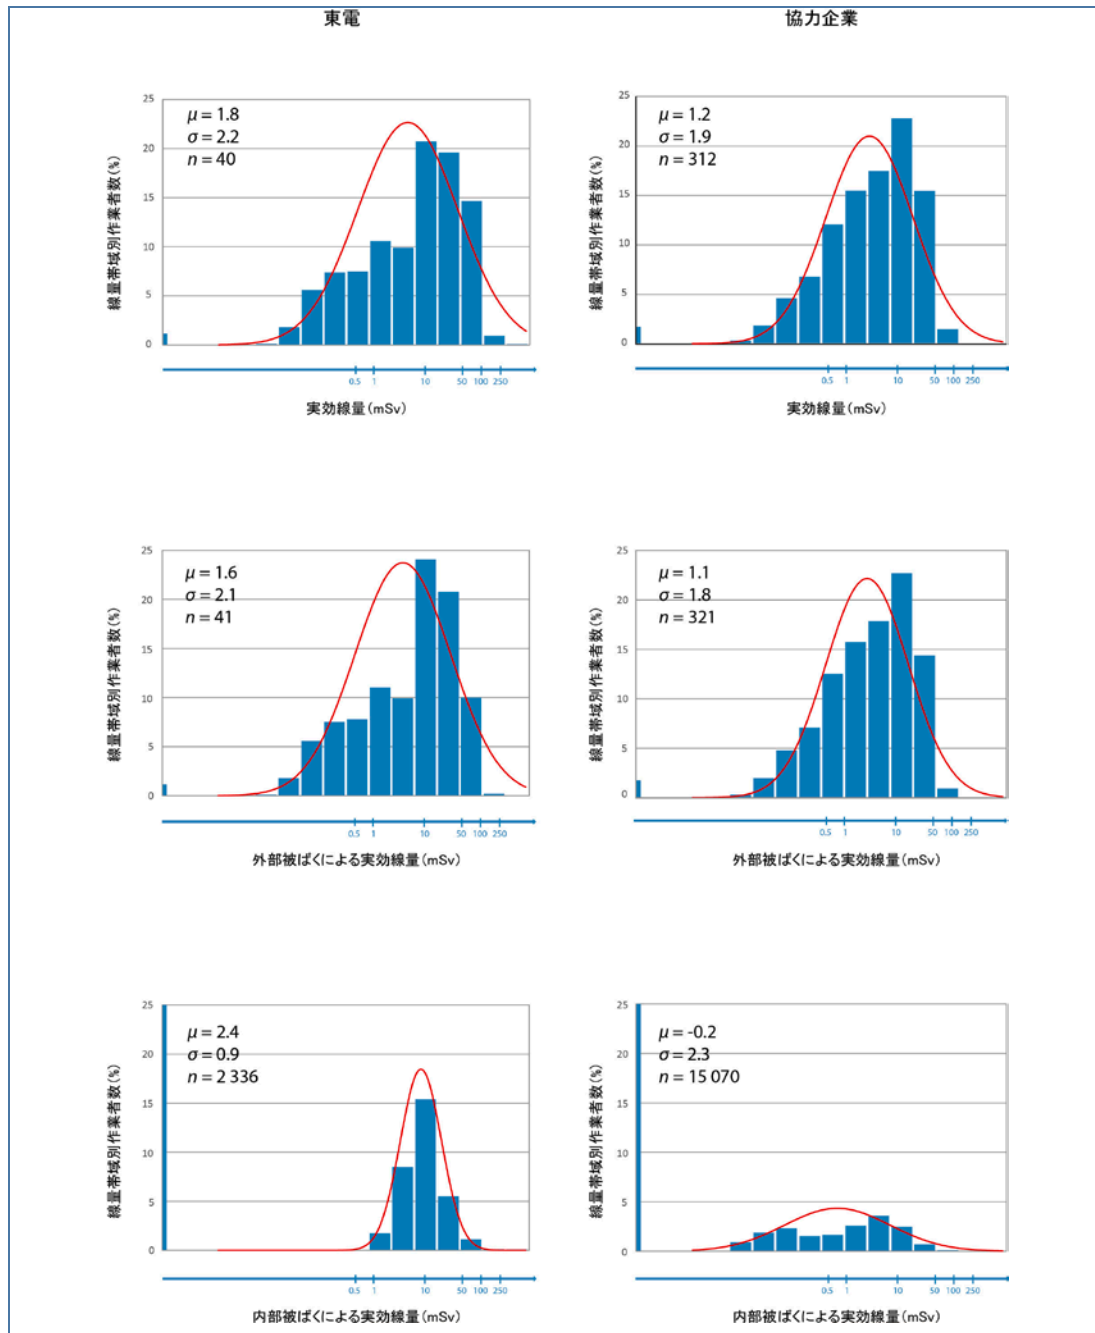 東電
協力企業
線量帯域別作業者数(%)
25
20
15
10
5
0
μ = 1.8
σ = 2.2
n = 40
0.5 1 10 50 100 250
実効線量(mSv)
線量帯域別作業者数(%)
25
20
15
10
5
0
μ = 1.2
σ = 1.9
n = 312
0.5 1 10 50 100 250
実効線量(mSv)
線量帯域別作業者数(%)
25
20
15
10
5
0
μ = 1.6
σ = 2.1
n = 41
0.5 1 10 50 100 250
外部被ばくによる実効線量(mSv)
線量帯域別作業者数(%)
25
20
15
10
5
0
μ = 1.1
σ = 1.8
n = 321
0.5 1 10 50 100 250
外部被ばくによる実効線量(mSv)
線量帯域別作業者数(%)
25
20
15
10
5
0
μ = 2.4
σ = 0.9
n = 2 336
0.5 1 10 50 100 250
内部被ばくによる実効線量(mSv)
線量帯域別作業者数(%)
25
20
15
10
5
0
μ = -0.2
σ = 2.3
n = 15 070
0.5 1 10 50 100 250
内部被ばくによる実効線量(mSv)